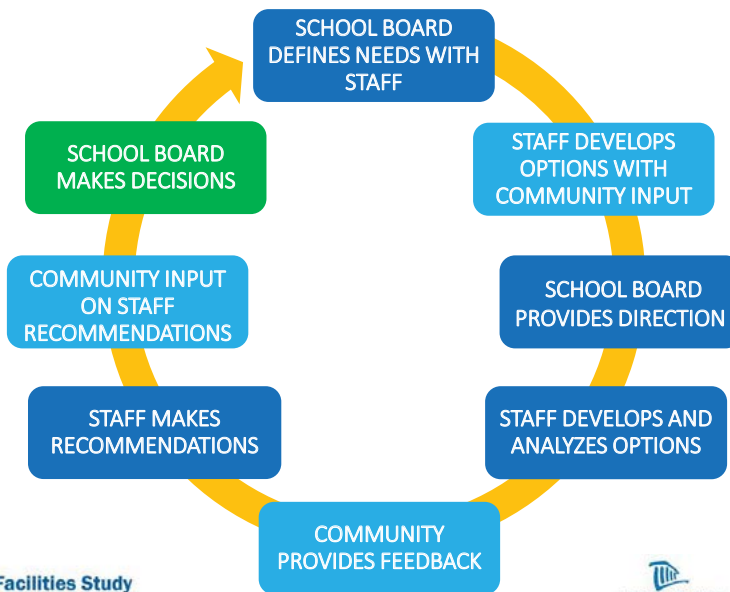 SCHOOL BOARD
DEFINES NEEDS WITH
STAFF
STAFF DEVELOPS
OPTIONS WITH
COMMUNITY INPUT
SCHOOL BOARD
PROVIDES DIRECTION
STAFF DEVELOPS AND
ANALYZES OPTIONS
COMMUNITY
PROVIDES FEEDBACK
STAFF MAKES
RECOMMENDATIONS
COMMUNITY INPUT
ON STAFF
RECOMMENDATIONS
SCHOOL BOARD
MAKES DECISIONS
Facilities Study